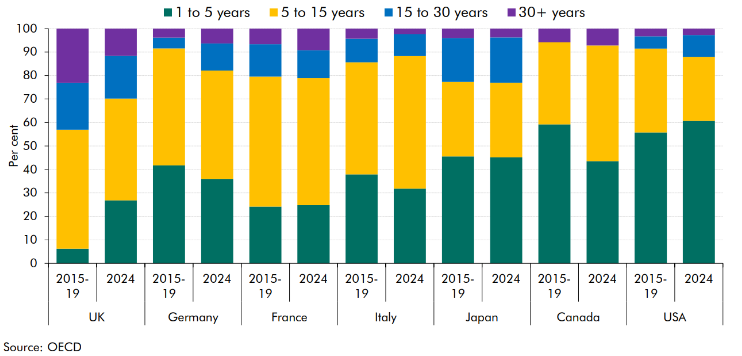 1 to 5 years 5 to 15 years 15 to 30 years 30+ years
100
90
80
70
60
50
40
30
20
10
0
Per cent
2015-19 2024 2015-19 2024 2015-19 2024 2015-19 2024 2015-19 2024 2015-19 2024 2015-19 2024
UK Germany France Italy Japan Canada USA
Source: OECD